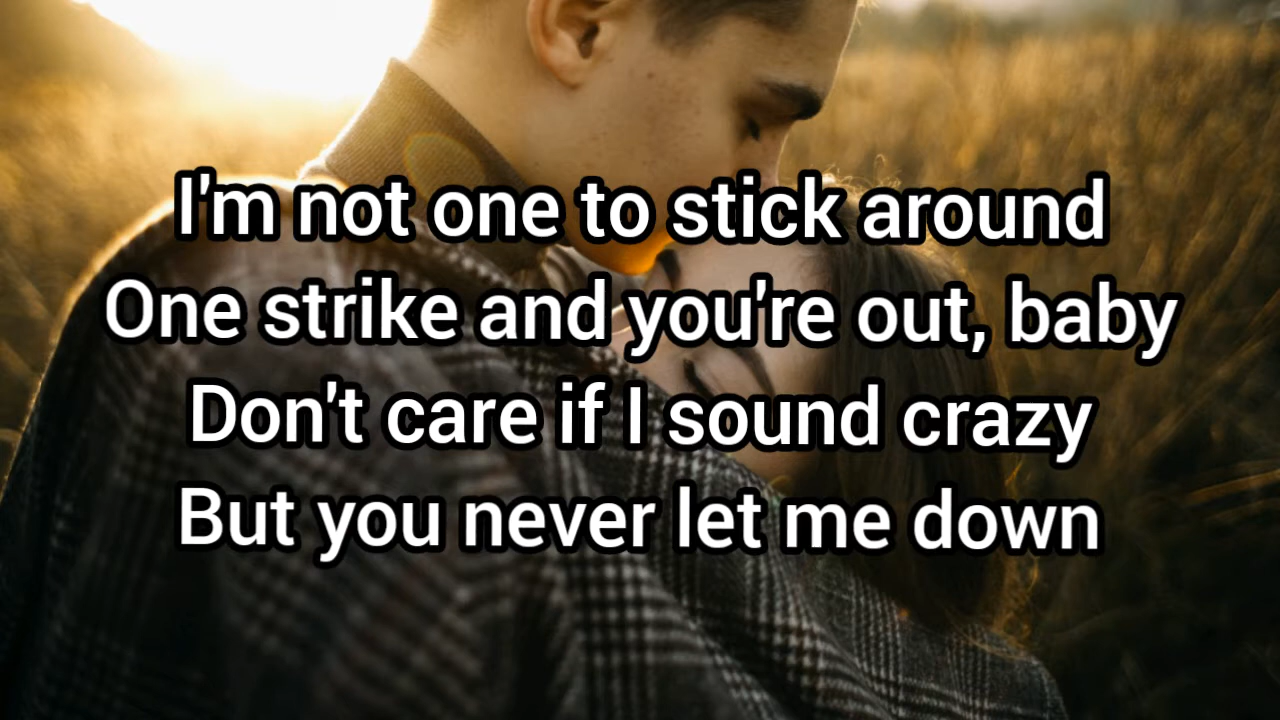 I'm not one to stick around
One strike and you're out, baby
Don't care if I sound crazy
But you never let me down